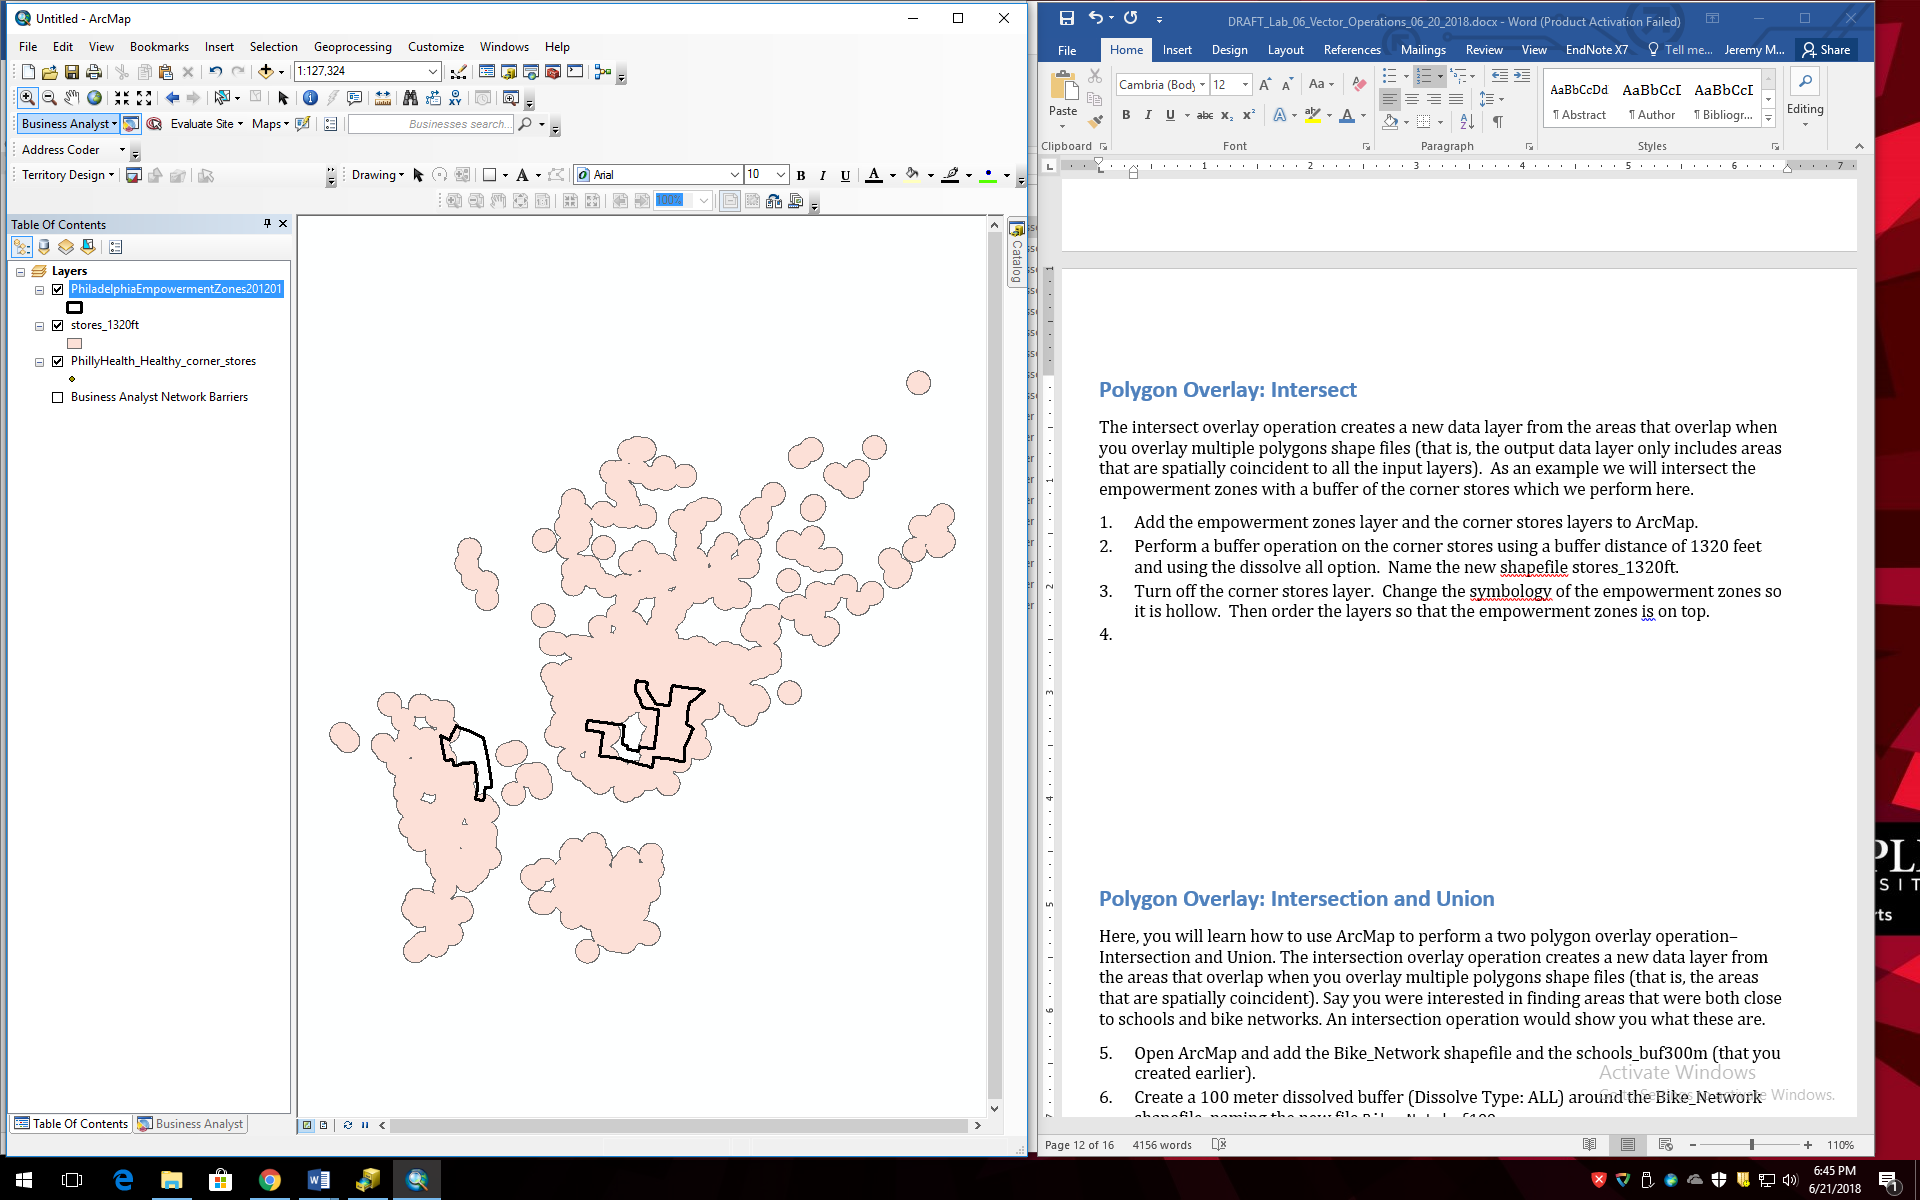 Untitled - ArcMap
File Edit View Bookmarks Insert Selection Geoprocessing Customize Windows Help
1:127,324
Business Analyst Evaluate Site Maps Businesses search...
Address Coder
Territory Design Drawing Arial 10 B I U A
100%
Table Of Contents
Layers
PhiladelphiaEmpowermentZones201201
stores_1320ft
PhillyHealth_Healthy_corner_stores
Business Analyst Network Barriers
Catalog
Table Of Contents Business Analyst
DRAFT_Lab_06_Vector_Operations_06_20_2018.docx - Word (Product Activation Failed)
File Home Insert Design Layout References Mailings Review View EndNote X7 Tell me... Jeremy M... Share
Paste
Cambria (Body 12
B I U abc X2 X2
AaBbCcDd AaBbCcI AaBbCcI
¶ Abstract ¶ Author ¶ Bibliogr...
Editing
Clipboard Font Paragraph Styles
1 2 3 4 5 6 7
Polygon Overlay: Intersect
The intersect overlay operation creates a new data layer from the areas that overlap when
you overlay multiple polygons shape files (that is, the output data layer only includes areas
that are spatially coincident to all the input layers). As an example we will intersect the
empowerment zones with a buffer of the corner stores which we perform here.
1. Add the empowerment zones layer and the corner stores layers to ArcMap.
2. Perform a buffer operation on the corner stores using a buffer distance of 1320 feet
and using the dissolve all option. Name the new shapefile stores_1320ft.
3. Turn off the corner stores layer. Change the symbology of the empowerment zones so
it is hollow. Then order the layers so that the empowerment zones is on top.
4.
Polygon Overlay: Intersection and Union
Here, you will learn how to use ArcMap to perform a two polygon overlay operation–
Intersection and Union. The intersection overlay operation creates a new data layer from
the areas that overlap when you overlay multiple polygons shape files (that is, the areas
that are spatially coincident). Say you were interested in finding areas that were both close
to schools and bike networks. An intersection operation would show you what these are.
5. Open ArcMap and add the Bike_Network shapefile and the schools_buf300m (that you
created earlier).
6. Create a 100 meter dissolved buffer (Dissolve Type: ALL) around the Bike_Network
Activate Windows
Go to Settings to activate Windows.
Page 12 of 16 4156 words 110%
6:45 PM
6/21/2018